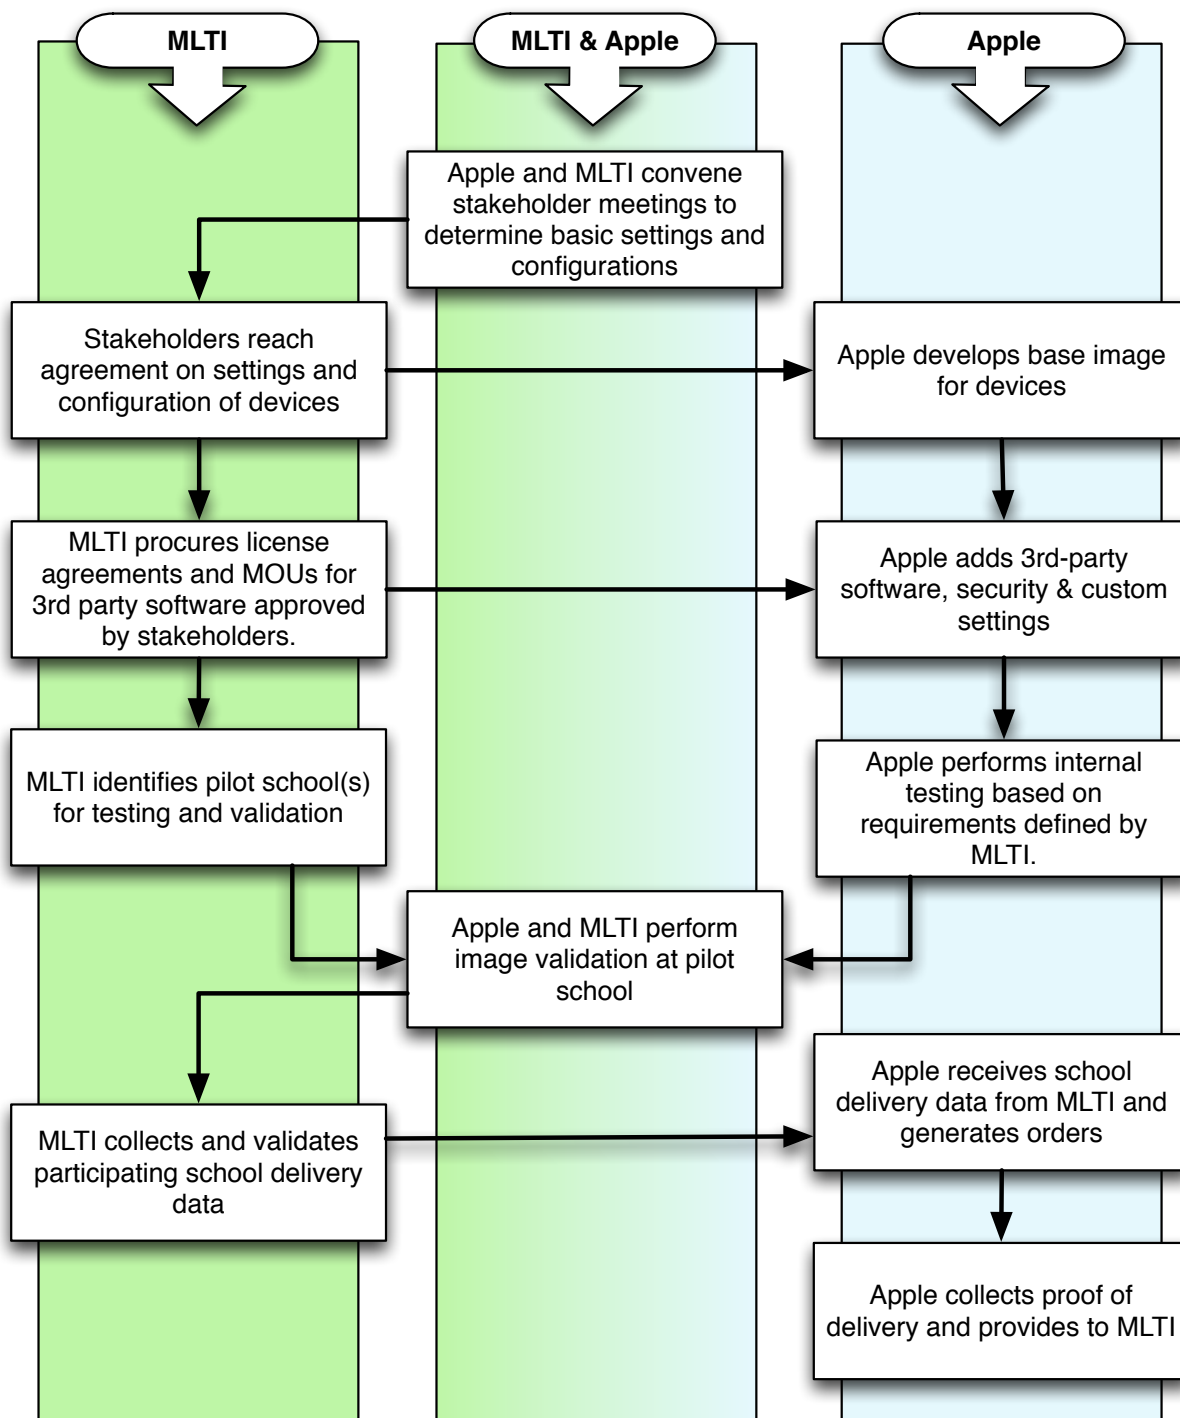 MLTI
MLTI & Apple
Apple
Apple and MLTI convene
stakeholder meetings to
determine basic settings and
configurations
Stakeholders reach
agreement on settings and
configuration of devices
Apple develops base image
for devices
MLTI procures license
agreements and MOUs for
3rd party software approved
by stakeholders.
Apple adds 3rd-party
software, security & custom
settings
MLTI identifies pilot school(s)
for testing and validation
Apple performs internal
testing based on
requirements defined by
MLTI.
Apple and MLTI perform
image validation at pilot
school
Apple receives school
delivery data from MLTI and
generates orders
MLTI collects and validates
participating school delivery
data
Apple collects proof of
delivery and provides to MLTI